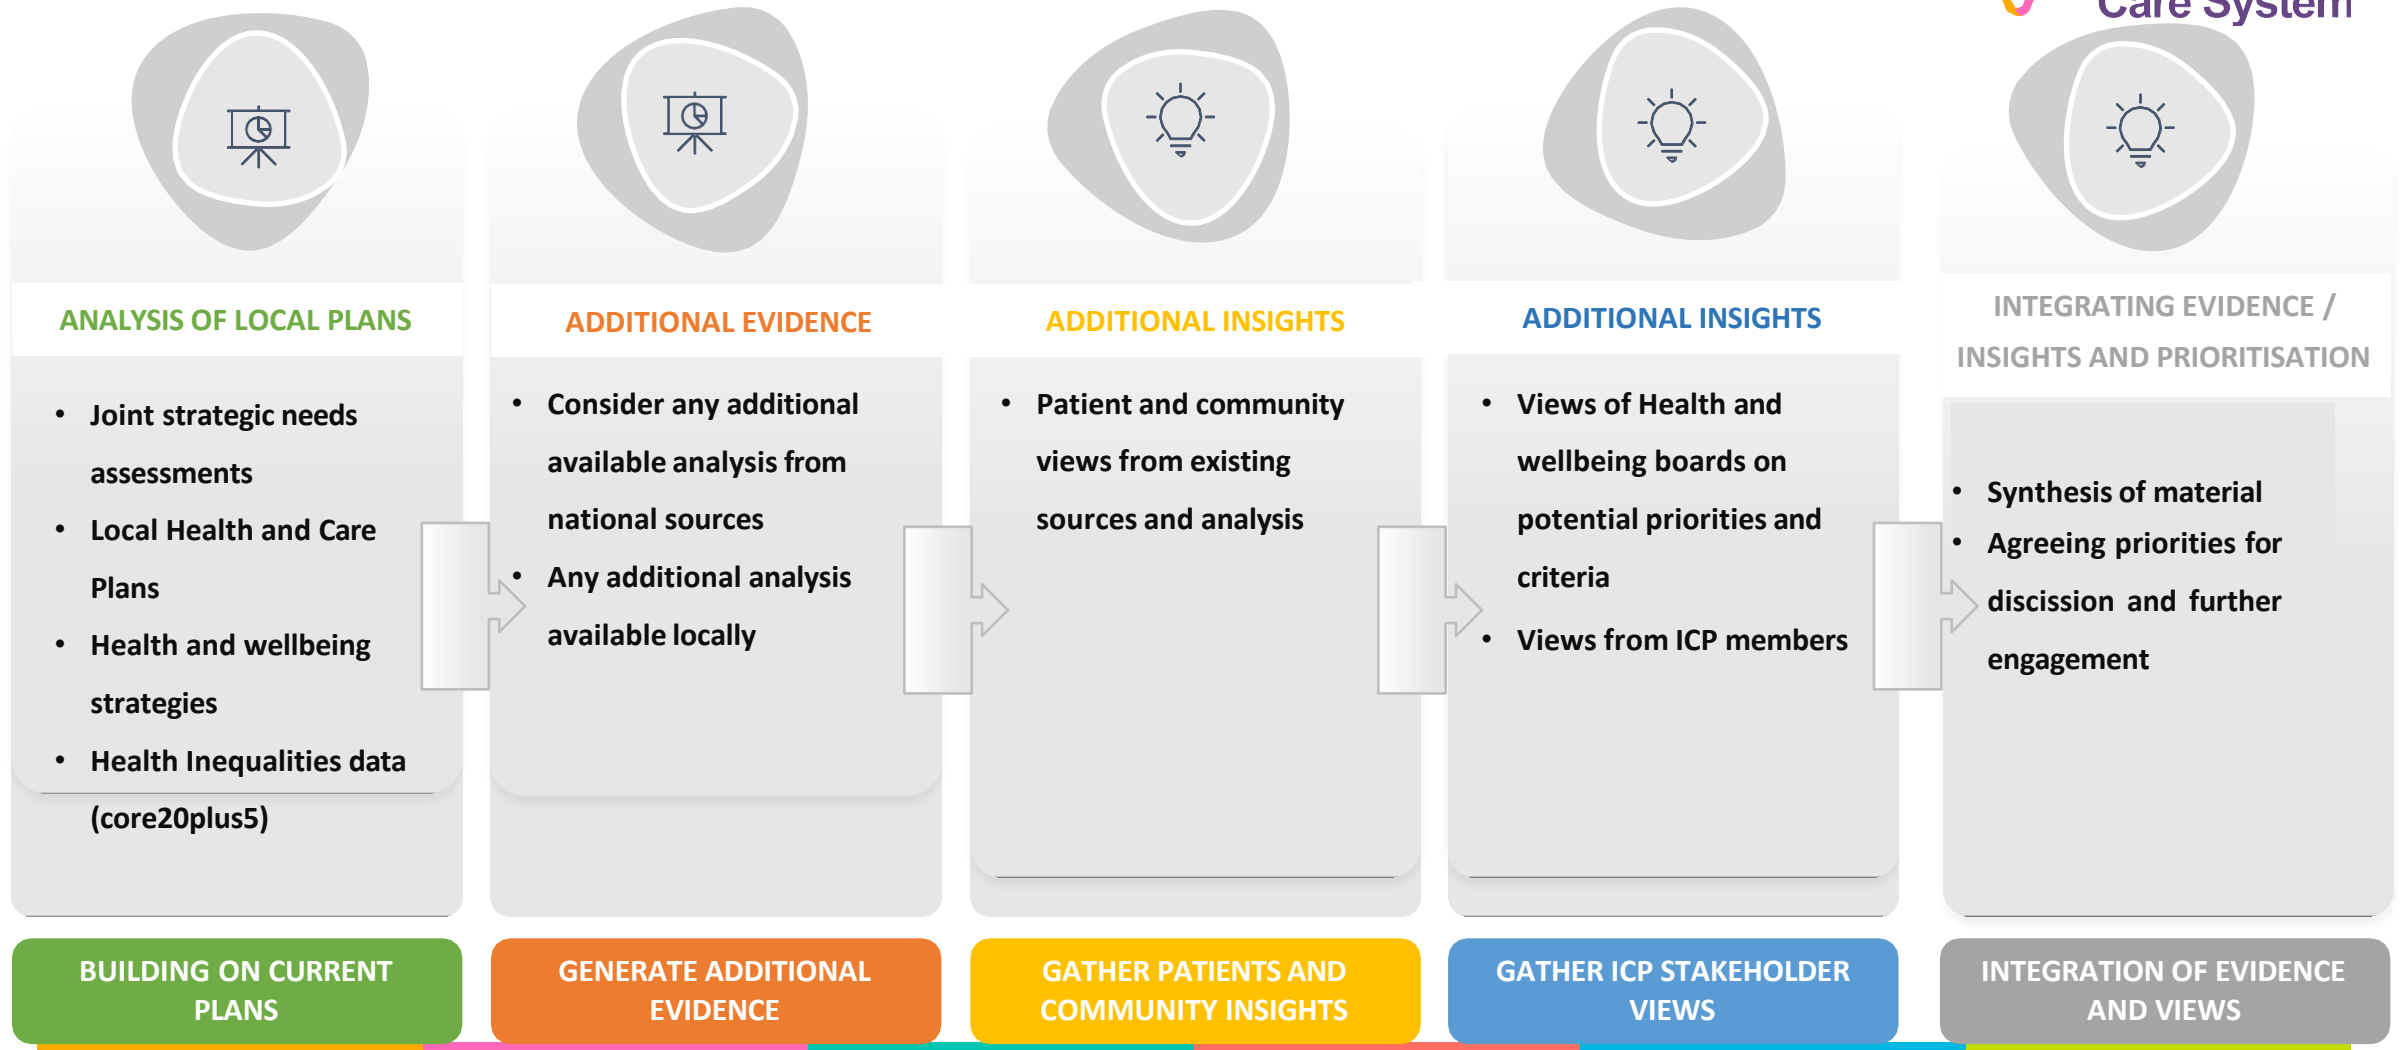 Care System
ANALYSIS OF LOCAL PLANS
• Joint strategic needs
assessments
• Local Health and Care
Plans
• Health and wellbeing
strategies
• Health Inequalities data
(core20plus5)
BUILDING ON CURRENT
PLANS
ADDITIONAL EVIDENCE
• Consider any additional
available analysis from
national sources
• Any additional analysis
available locally
GENERATE ADDITIONAL
EVIDENCE
ADDITIONAL INSIGHTS
• Patient and community
views from existing
sources and analysis
GATHER PATIENTS AND
COMMUNITY INSIGHTS
ADDITIONAL INSIGHTS
• Views of Health and
wellbeing boards on
potential priorities and
criteria
• Views from ICP members
GATHER ICP STAKEHOLDER
VIEWS
INTEGRATING EVIDENCE /
INSIGHTS AND PRIORITISATION
• Synthesis of material
• Agreeing priorities for
discission and further
engagement
INTEGRATION OF EVIDENCE
AND VIEWS